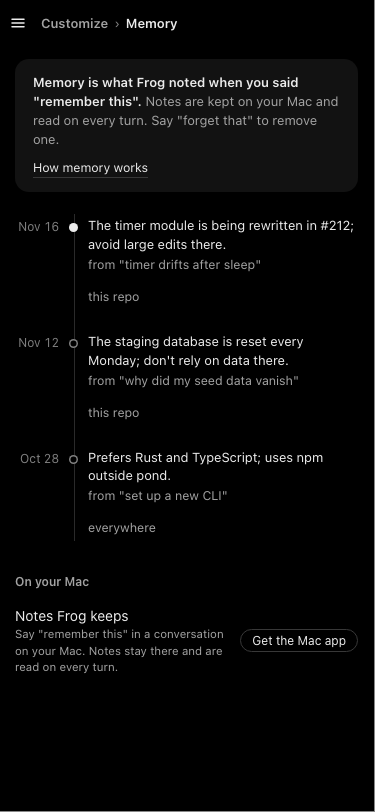 Customize › Memory
Memory is what Frog noted when you said
"remember this". Notes are kept on your Mac and
read on every turn. Say "forget that" to remove
one.
How memory works
Nov 16
The timer module is being rewritten in #212;
avoid large edits there.
from "timer drifts after sleep"
this repo
Nov 12
The staging database is reset every
Monday; don't rely on data there.
from "why did my seed data vanish"
this repo
Oct 28
Prefers Rust and TypeScript; uses npm
outside pond.
from "set up a new CLI"
everywhere
On your Mac
Notes Frog keeps
Say "remember this" in a conversation
on your Mac. Notes stay there and are
read on every turn.
Get the Mac app